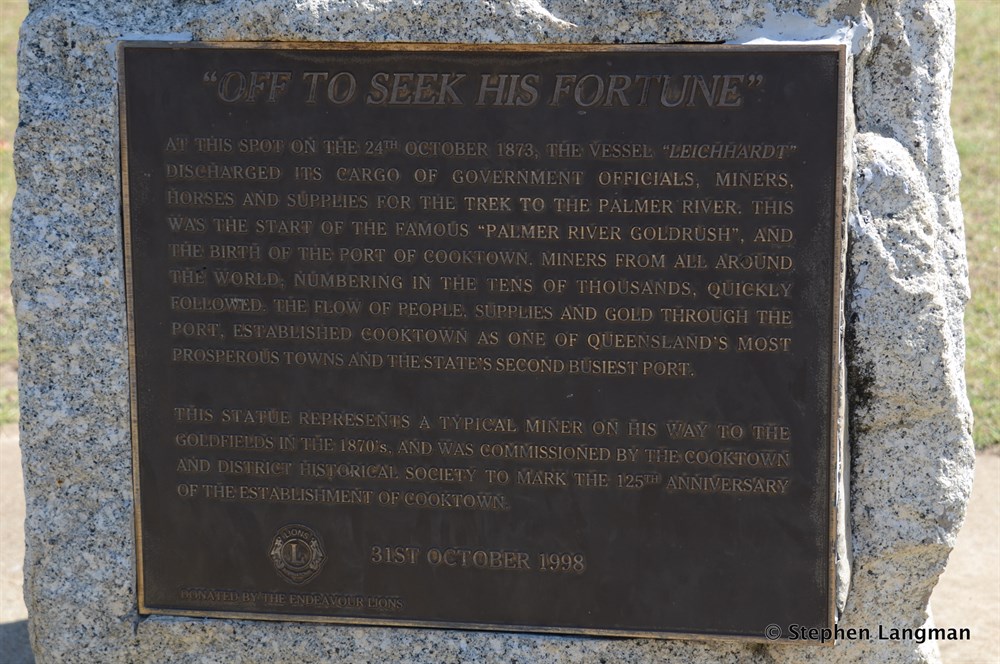 “OFF TO SEEK HIS FORTUNE”
AT THIS SPOT ON THE 24TH OCTOBER 1873, THE VESSEL “LEICHHARDT”
DISCHARGED ITS CARGO OF GOVERNMENT OFFICIALS, MINERS,
HORSES AND SUPPLIES FOR THE TREK TO THE PALMER RIVER. THIS
WAS THE START OF THE FAMOUS “PALMER RIVER GOLDRUSH”, AND
THE BIRTH OF THE PORT OF COOKTOWN. MINERS FROM ALL AROUND
THE WORLD, NUMBERING IN THE TENS OF THOUSANDS, QUICKLY
FOLLOWED. THE FLOW OF PEOPLE, SUPPLIES AND GOLD THROUGH THE
PORT, ESTABLISHED COOKTOWN AS ONE OF QUEENSLAND’S MOST
PROSPEROUS TOWNS AND THE STATE’S SECOND BUSIEST PORT.
THIS STATUE REPRESENTS A TYPICAL MINER ON HIS WAY TO THE
GOLDFIELDS IN THE 1870’s, AND WAS COMMISSIONED BY THE COOKTOWN
AND DISTRICT HISTORICAL SOCIETY TO MARK THE 125TH ANNIVERSARY
OF THE ESTABLISHMENT OF COOKTOWN.
LIONS
L
31ST OCTOBER 1998
DONATED BY THE ENDEAVOUR LIONS
© Stephen Langman